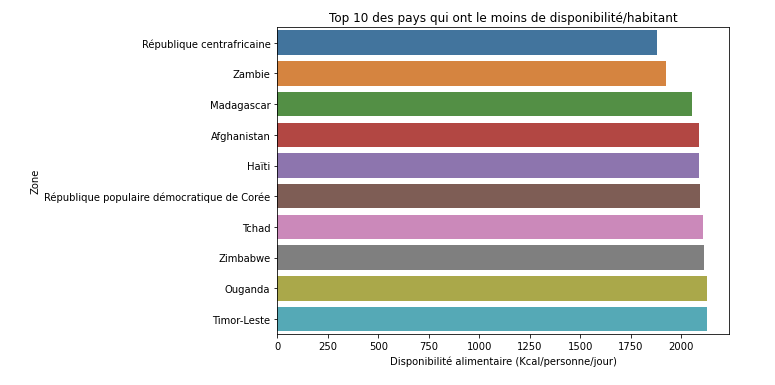 Top 10 des pays qui ont le moins de disponibilité/habitant
République centrafricaine
Zambie
Madagascar
Afghanistan
Haïti
République populaire démocratique de Corée
Tchad
Zimbabwe
Ouganda
Timor-Leste
Zone
0 250 500 750 1000 1250 1500 1750 2000
Disponibilité alimentaire (Kcal/personne/jour)